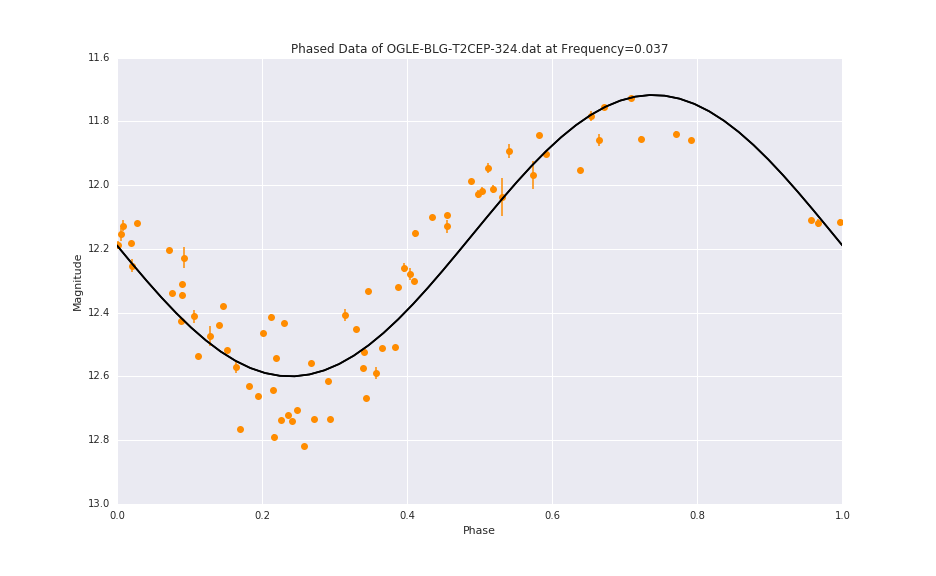 Phased Data of OGLE-BLG-T2CEP-324.dat at Frequency=0.037
11.6
11.8
12.0
12.2
12.4
12.6
12.8
13.0
Magnitude
0.0 0.2 0.4 0.6 0.8 1.0
Phase